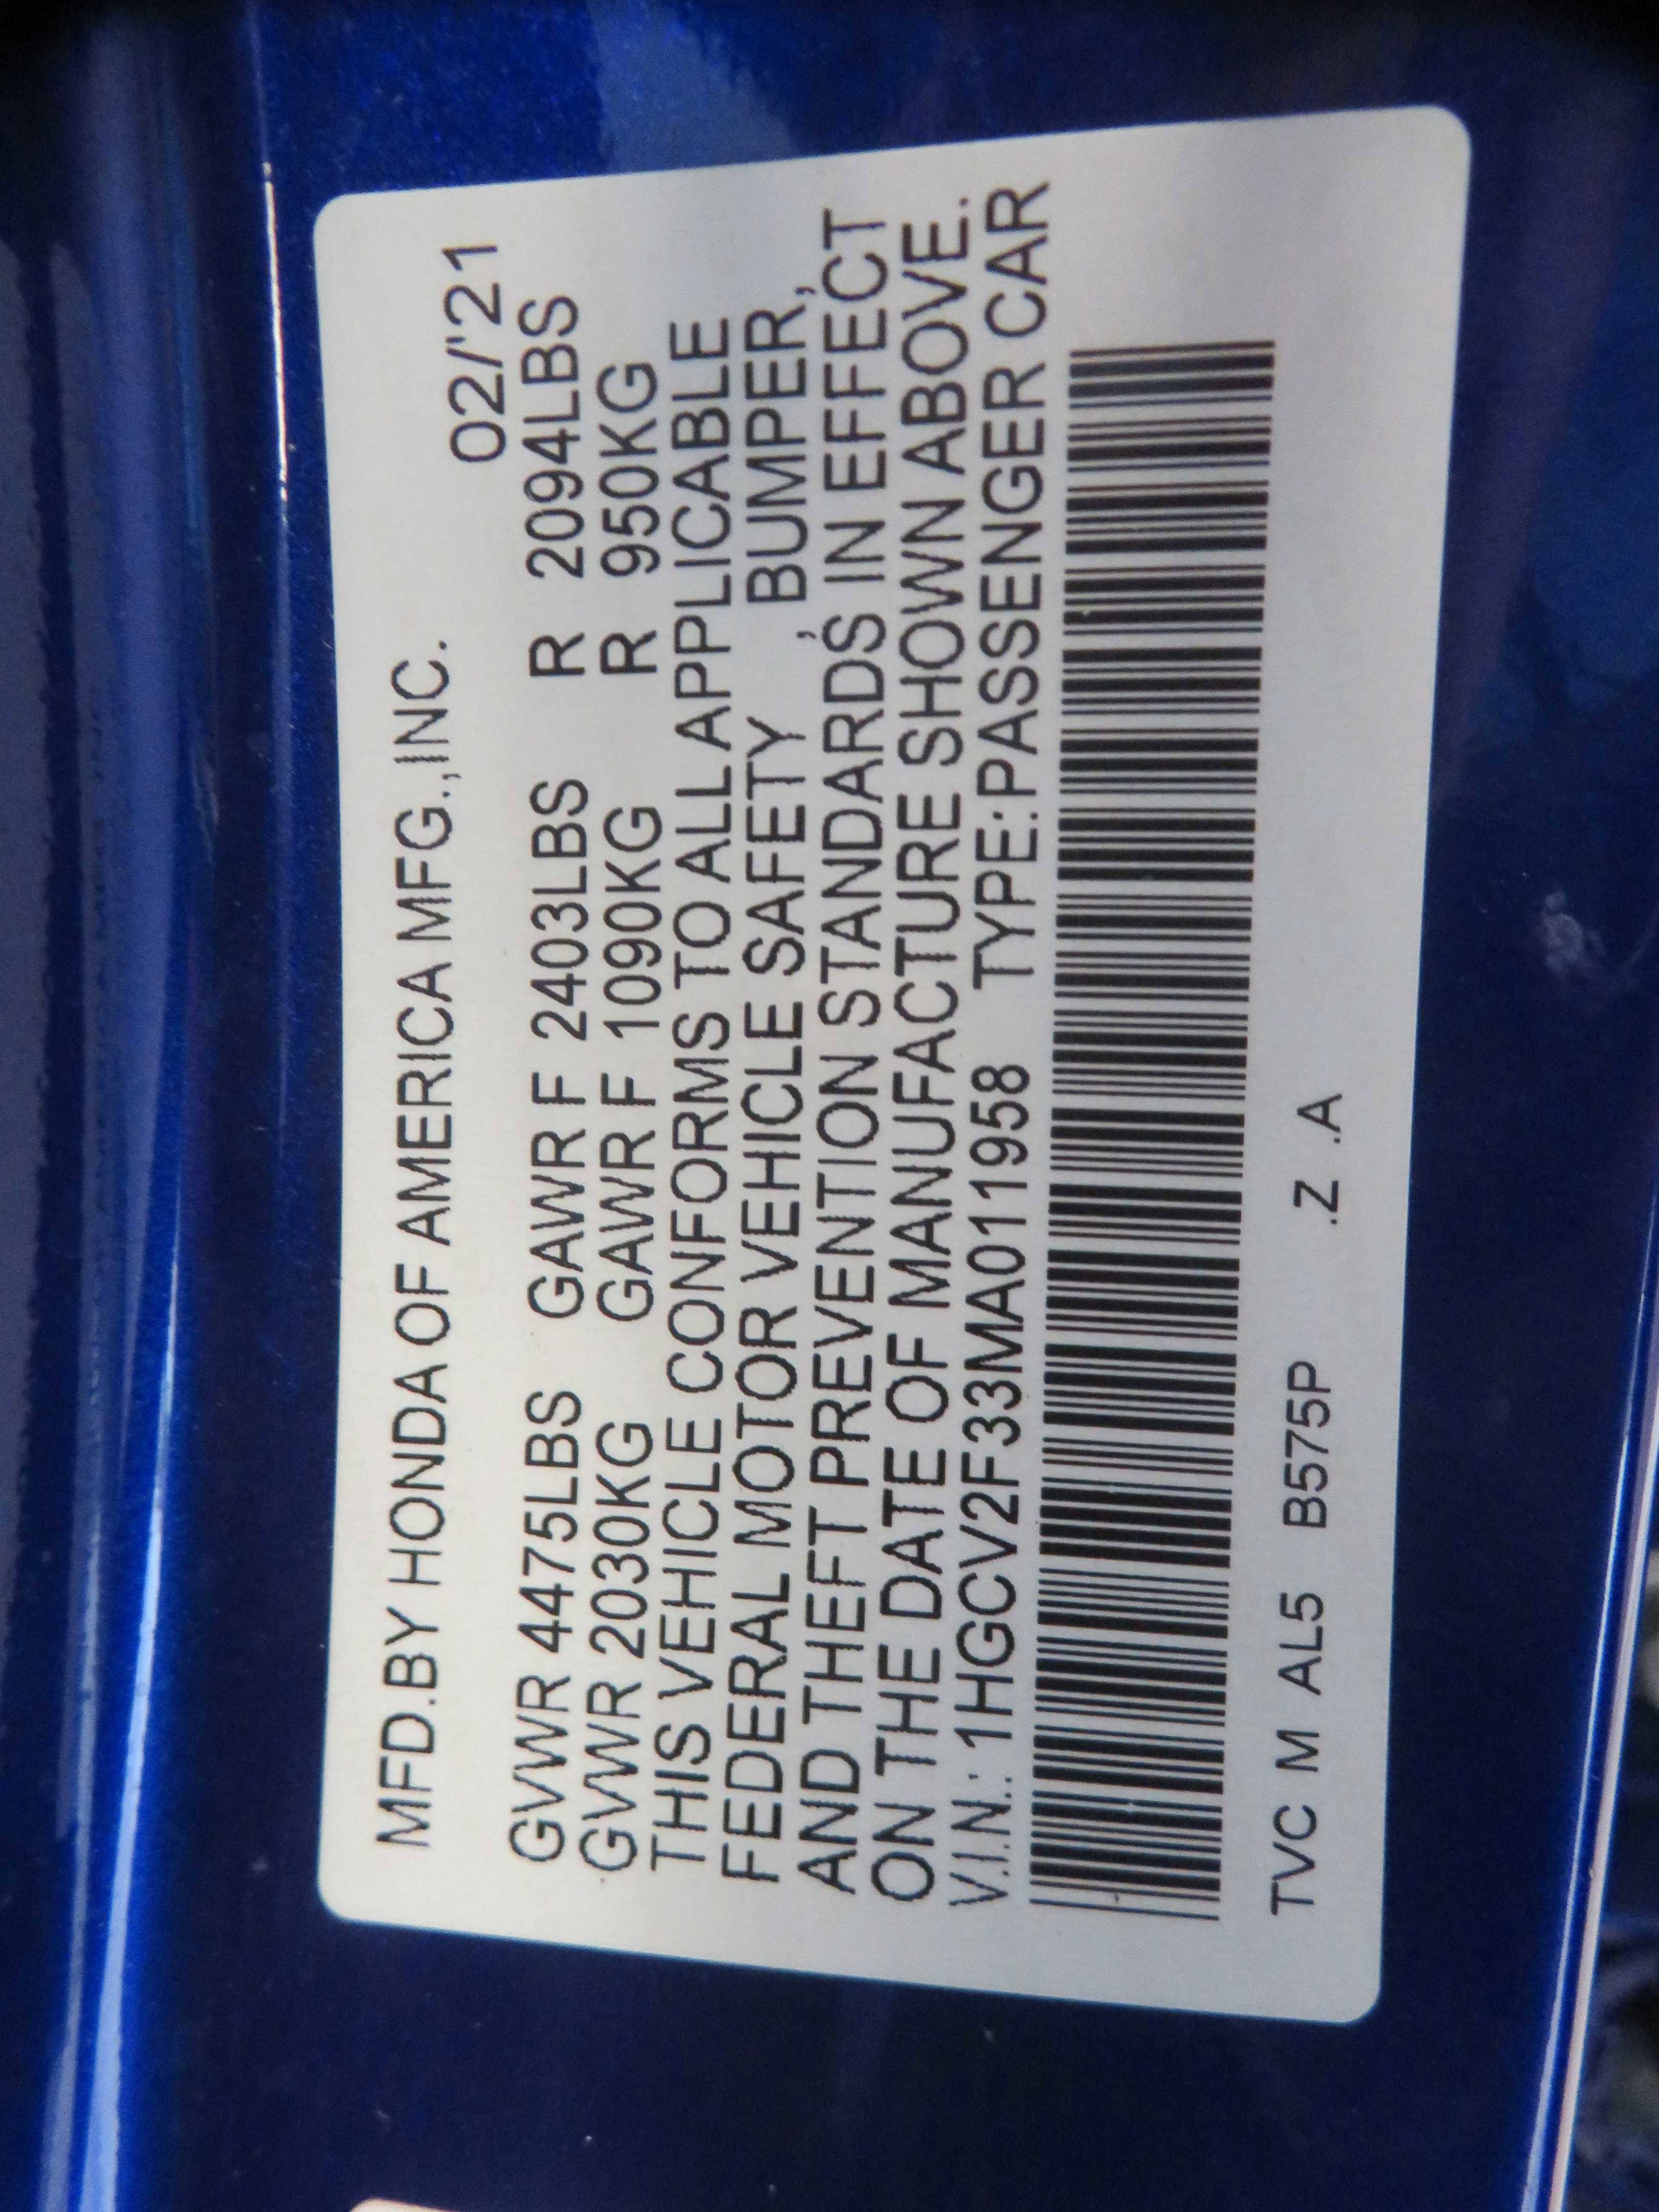 MFD.BY HONDA OF AMERICA MFG.,INC.
02/'21
GVWR 4475LBS GAWR F 2403LBS R 2094LBS
GVWR 2030KG GAWR F 1090KG R 950KG
THIS VEHICLE CONFORMS TO ALL APPLICABLE
FEDERAL MOTOR VEHICLE SAFETY , BUMPER,
AND THEFT PREVENTION STANDARDS, IN EFFECT
ON THE DATE OF MANUFACTURE SHOWN ABOVE.
V.I.N.: 1HGCV2F33MA011958 TYPE:PASSENGER CAR
TVC M AL5 B575P .Z .A